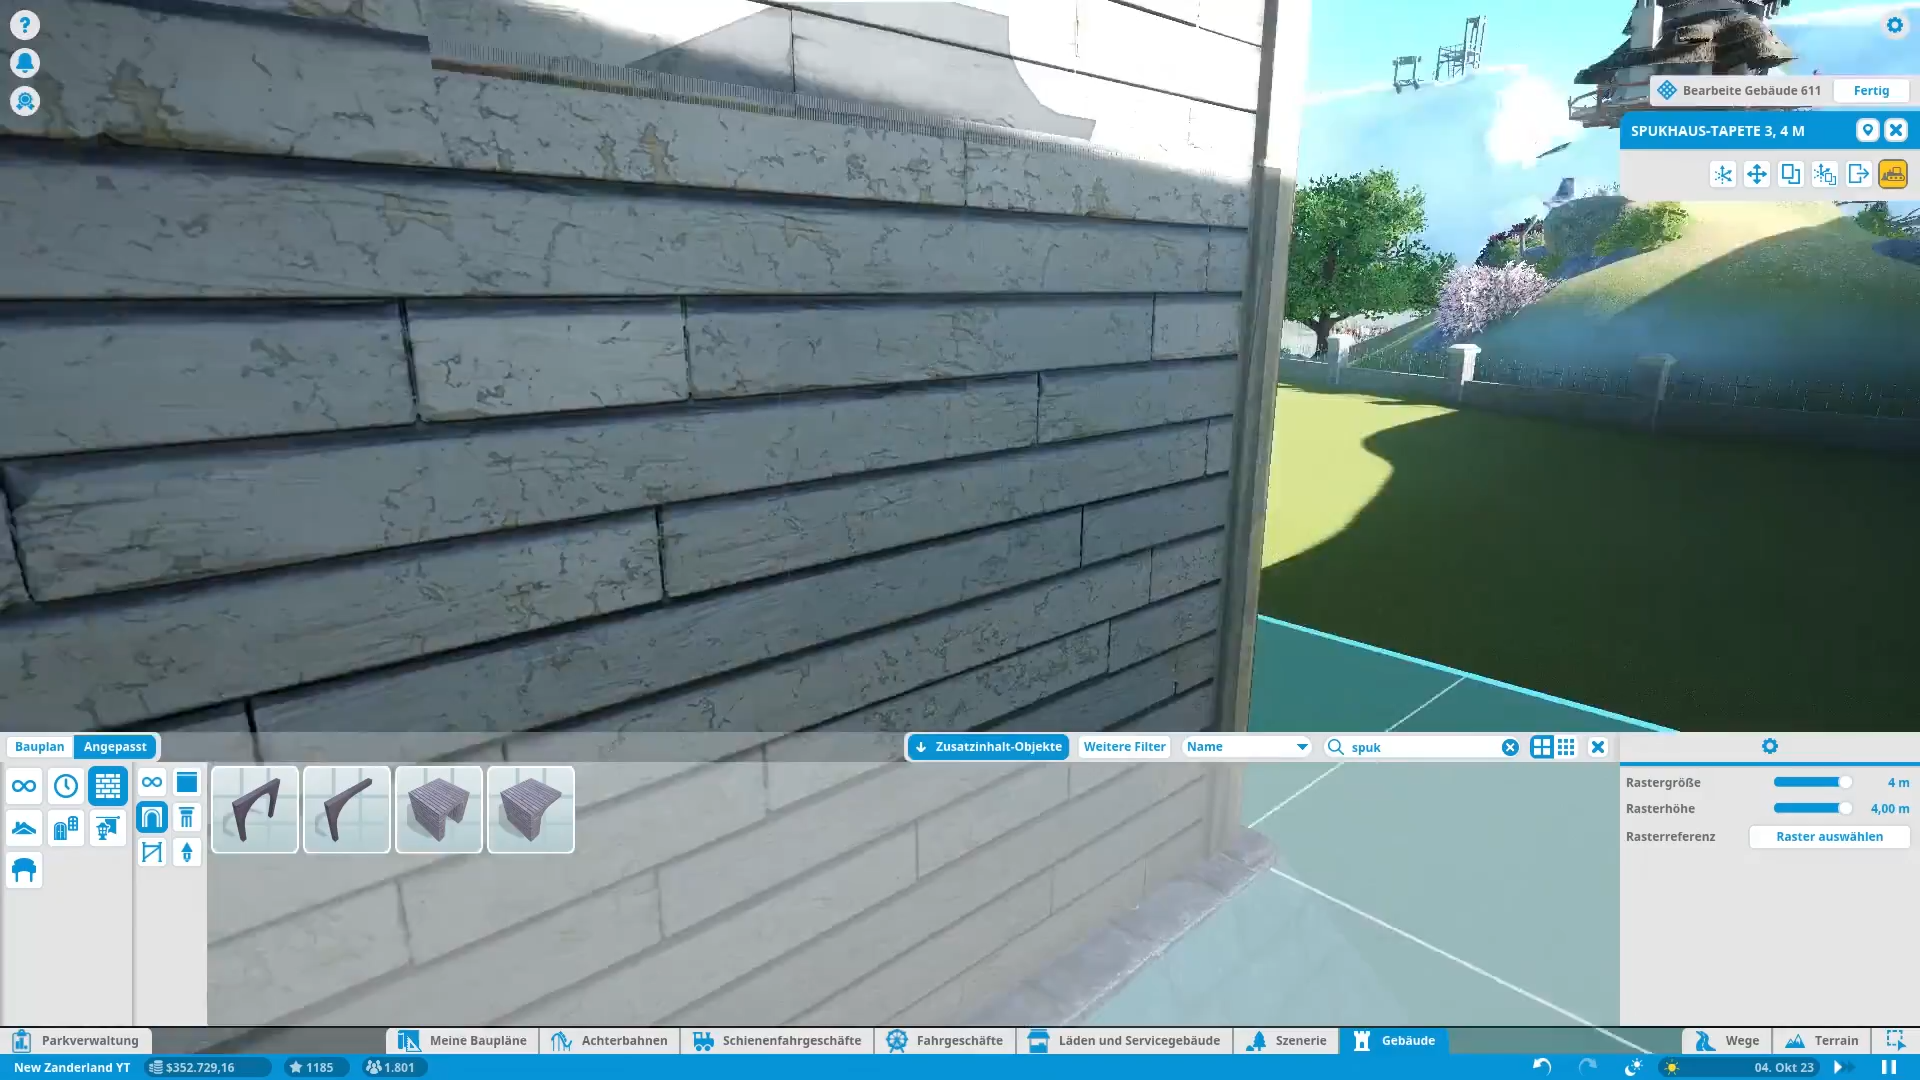 Bearbeite Gebäude 611
Fertig
SPUKHAUS-TAPETE 3, 4 M
Bauplan
Angepasst
Zusatzinhalt-Objekte
Weitere Filter
Name
spuk
Rastergröße
4 m
Rasterhöhe
4,00 m
Rasterreferenz
Raster auswählen
Parkverwaltung
Meine Baupläne
Achterbahnen
Schienenfahrgeschäfte
Fahrgeschäfte
Läden und Servicegebäude
Szenerie
Gebäude
Wege
Terrain
New Zanderland YT
$352.729,16
1185
1.801
04. Okt 23